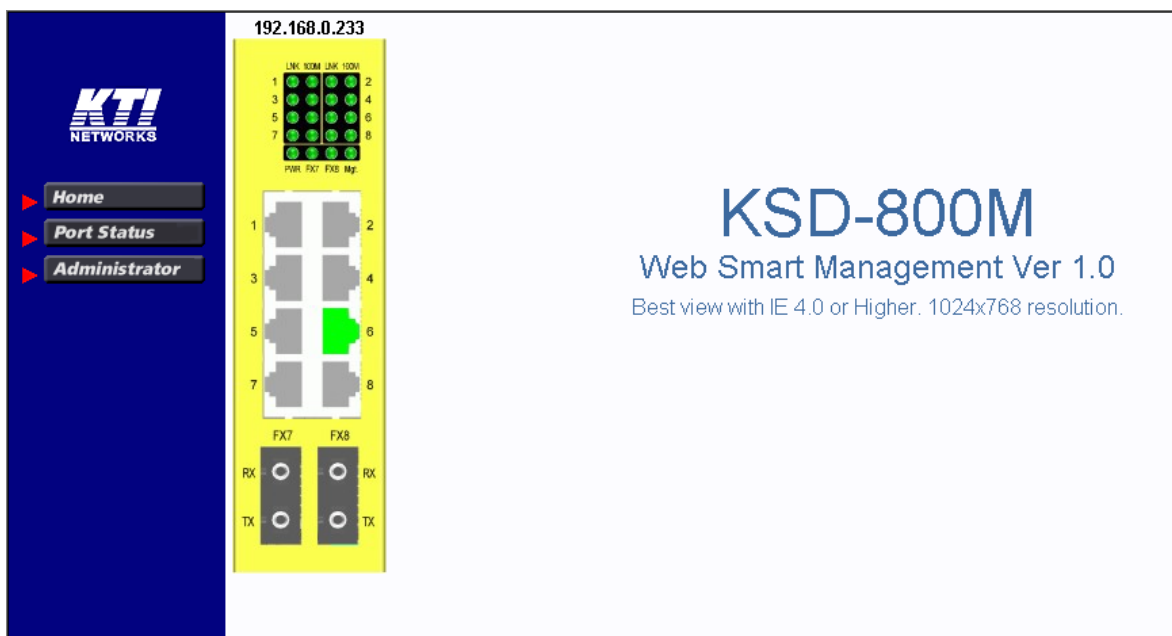 192.168.0.233
KTI
NETWORKS
Home
Port Status
Administrator
LNK 100M LNK 100M
1 2
3 4
5 6
7 8
PWR FX7 FX8 Mgt.
1 2
3 4
5 6
7 8
FX7 FX8
RX RX
TX TX
KSD-800M
Web Smart Management Ver 1.0
Best view with IE 4.0 or Higher. 1024x768 resolution.